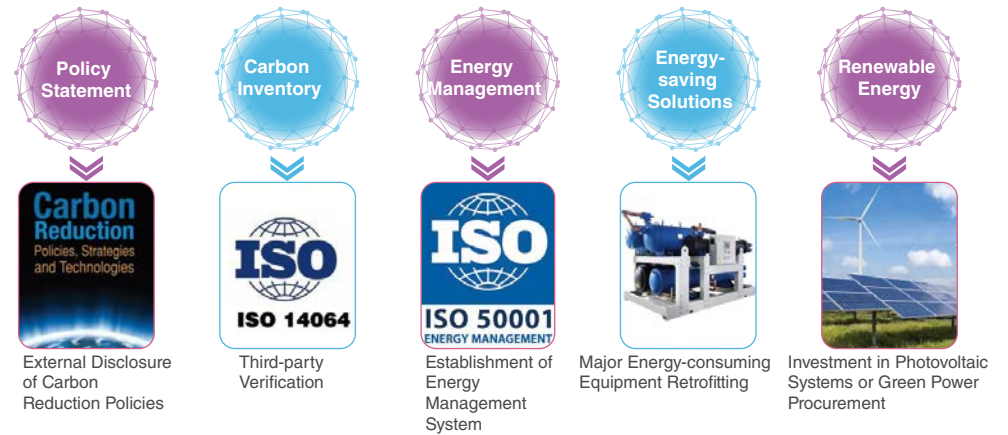 Policy
Statement
Carbon
Inventory
Energy
Management
Energy-
saving
Solutions
Renewable
Energy
Carbon
Reduction
Policies, Strategies
and Technologies
ISO
ISO 14064
ISO
ISO 50001
ENERGY MANAGEMENT
External Disclosure
of Carbon
Reduction Policies
Third-party
Verification
Establishment of
Energy
Management
System
Major Energy-consuming
Equipment Retrofitting
Investment in Photovoltaic
Systems or Green Power
Procurement